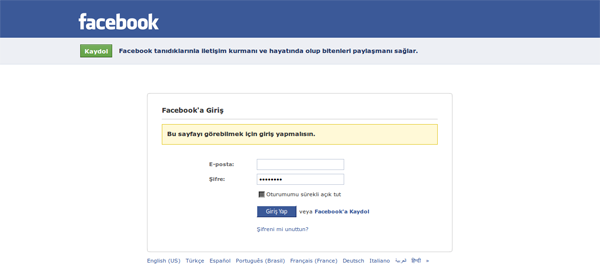 facebook
Kaydol Facebook tanıdıklarınla iletişim kurmanı ve hayatında olup bitenleri paylaşmanı sağlar.
Facebook'a Giriş
Bu sayfayı görebilmek için giriş yapmalısın.
E-posta:
Şifre: ••••••••
Oturumumu sürekli açık tut
Giriş Yap veya Facebook'a Kaydol
Şifreni mi unuttun?
English (US) Türkçe Español Português (Brasil) Français (France) Deutsch Italiano العربية हिन्दी »